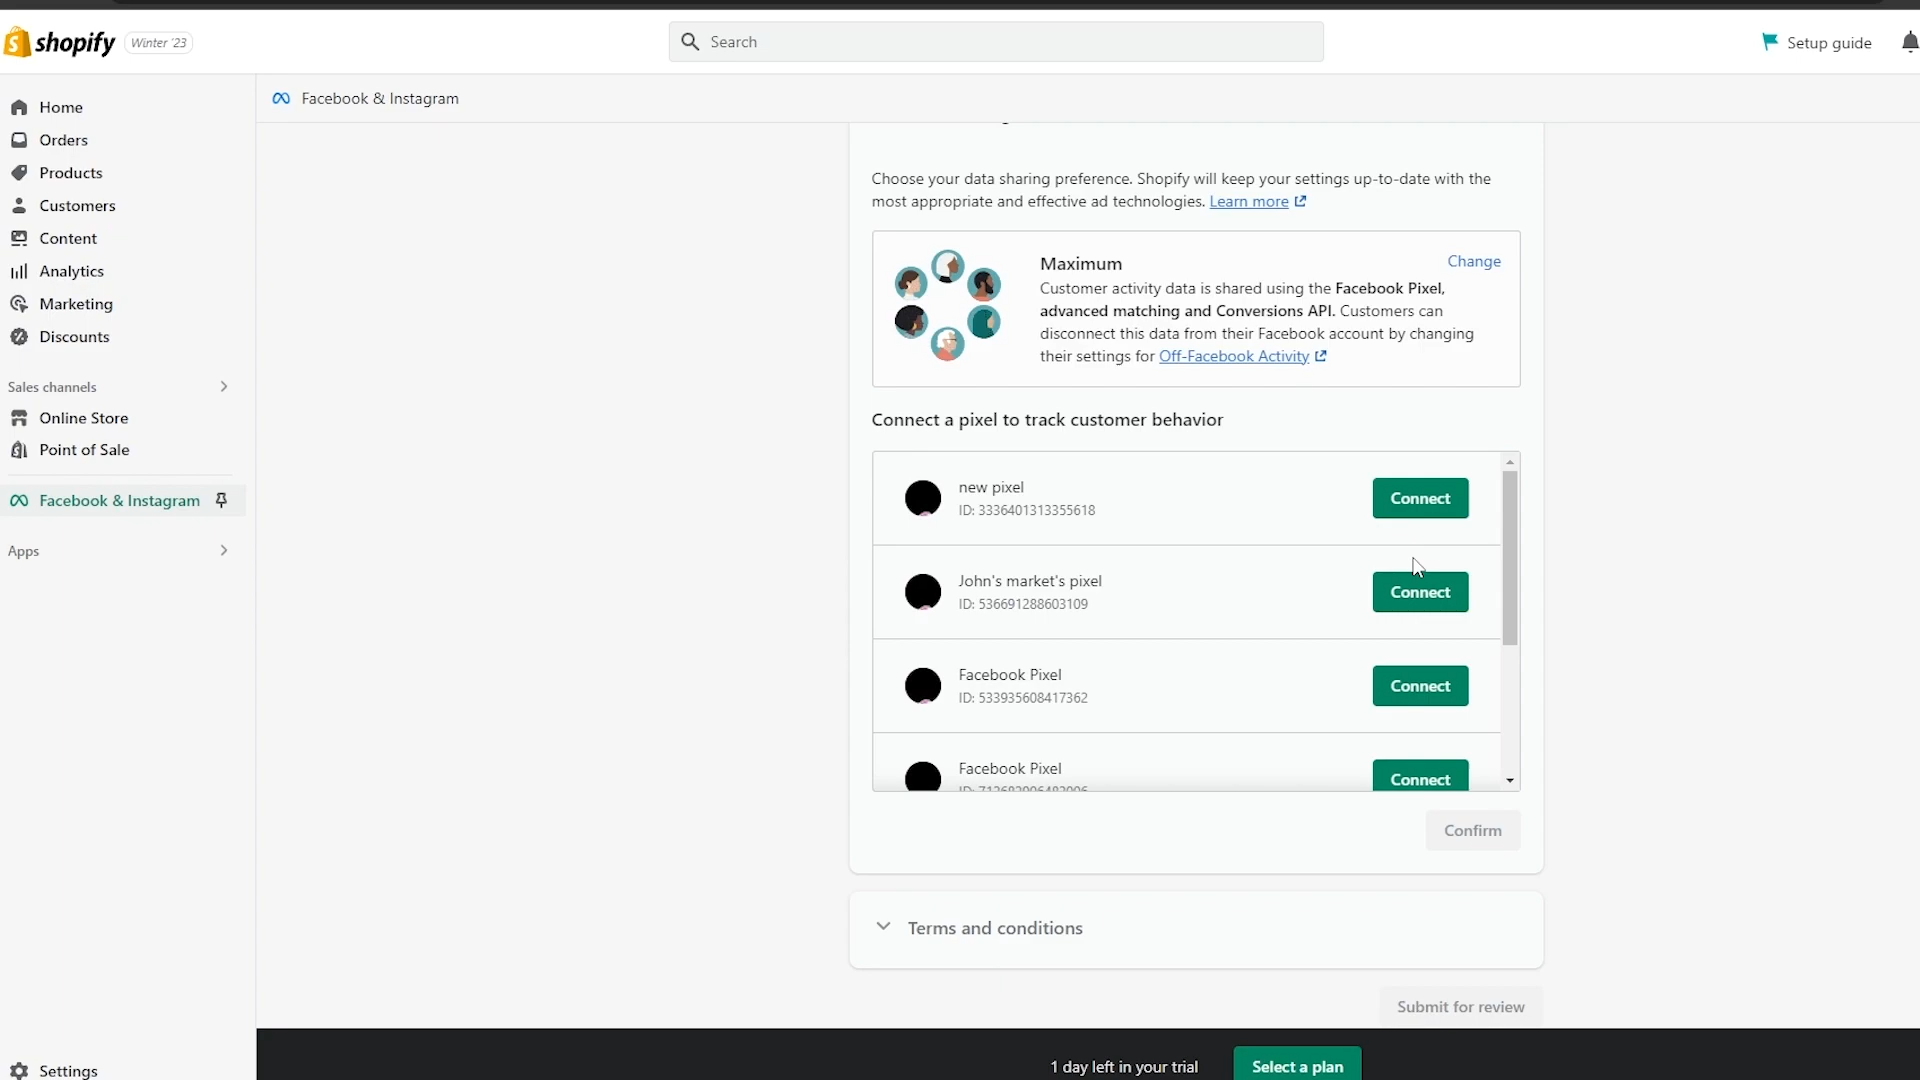 shopify
Winter '23
Search
Setup guide
Home
Orders
Products
Customers
Content
Analytics
Marketing
Discounts
Sales channels
Online Store
Point of Sale
Facebook & Instagram
Apps
Settings
Facebook & Instagram
Choose your data sharing preference. Shopify will keep your settings up-to-date with the
most appropriate and effective ad technologies. Learn more
Maximum
Change
Customer activity data is shared using the Facebook Pixel,
advanced matching and Conversions API. Customers can
disconnect this data from their Facebook account by changing
their settings for Off-Facebook Activity
Connect a pixel to track customer behavior
new pixel
ID: 3336401313355618
Connect
John's market's pixel
ID: 536691288603109
Connect
Facebook Pixel
ID: 533935608417362
Connect
Facebook Pixel
Connect
Confirm
Terms and conditions
Submit for review
1 day left in your trial
Select a plan